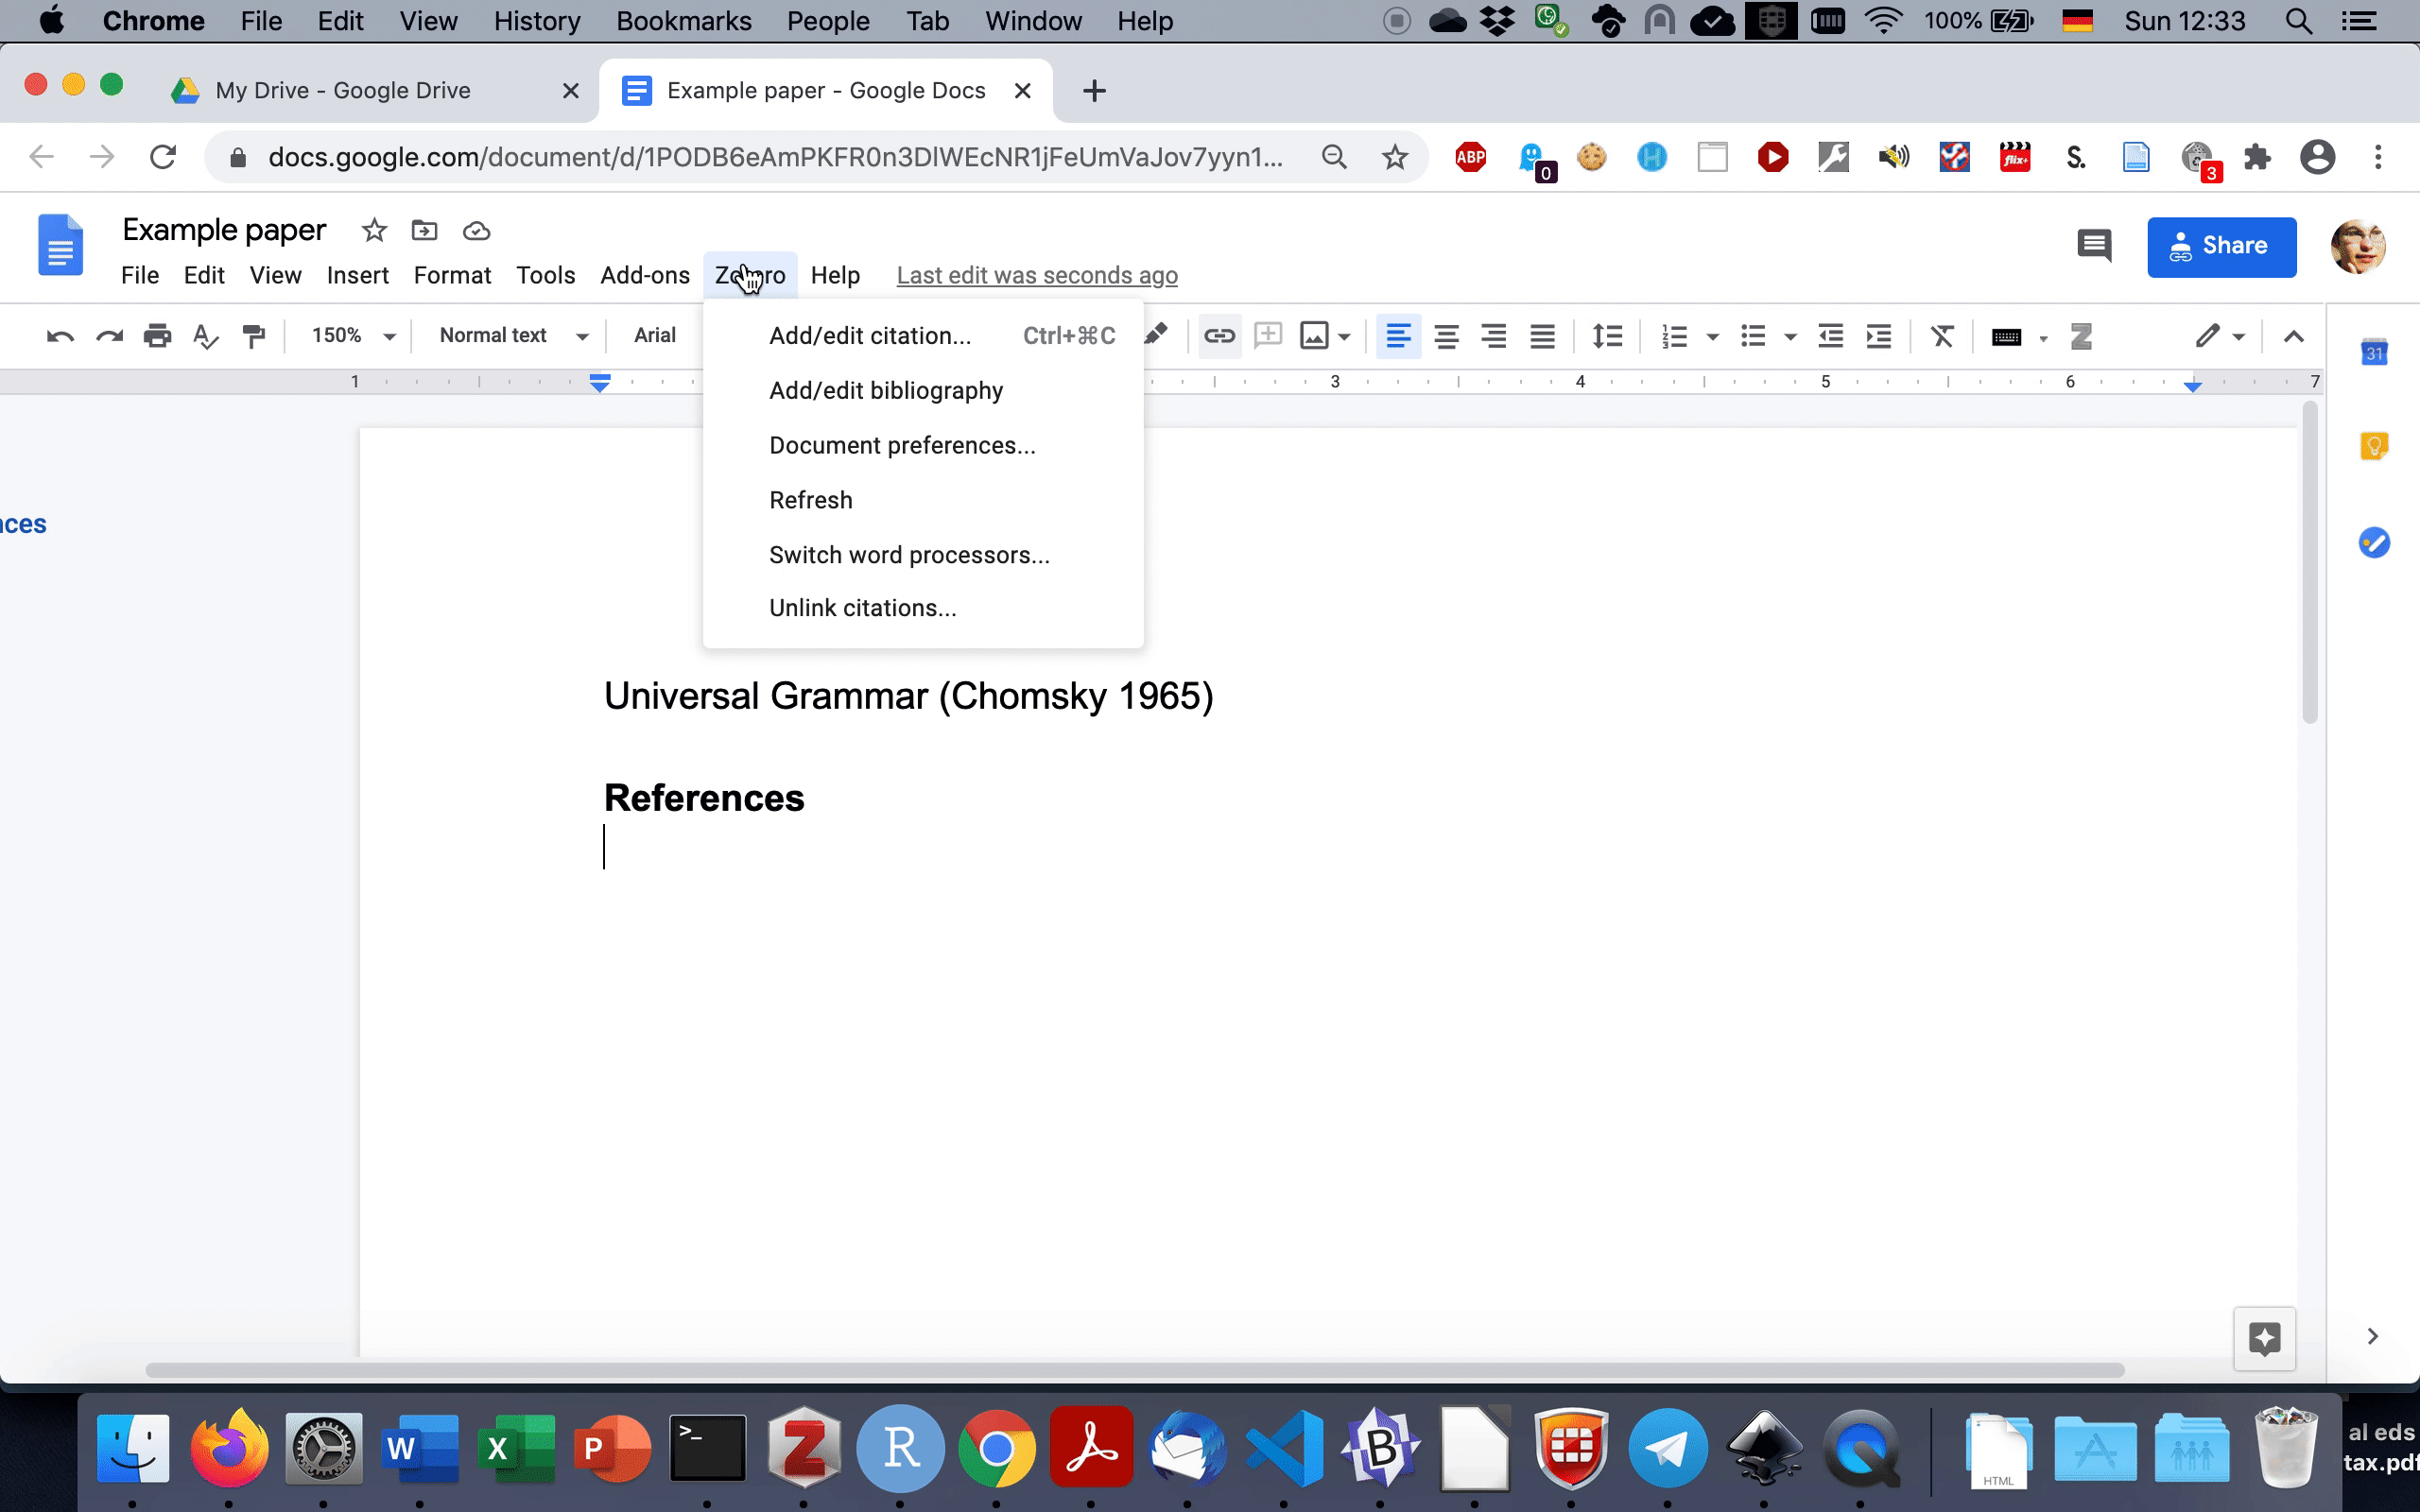 Chrome File Edit View History Bookmarks People Tab Window Help 100% Sun 12:33
My Drive - Google Drive Example paper - Google Docs
docs.google.com/document/d/1PODB6eAmPKFR0n3DlWEcNR1jFeUmVaJov7yyn1... ABP 0 flix+ S. 3
Example paper
Share
File Edit View Insert Format Tools Add-ons Zotero Help Last edit was seconds ago
150% Normal text Arial
31
1 3 4 5 6 7
Add/edit citation... Ctrl+⌘C
Add/edit bibliography
Document preferences...
Refresh
Switch word processors...
Unlink citations...
nces
Universal Grammar (Chomsky 1965)
References
W X P >_ Z R B HTML
al eds
tax.pdf